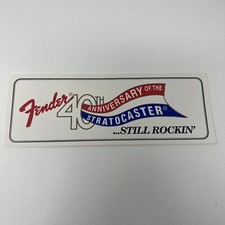 Fender®
40TH
ANNIVERSARY OF THE
STRATOCASTER®
...STILL ROCKIN'